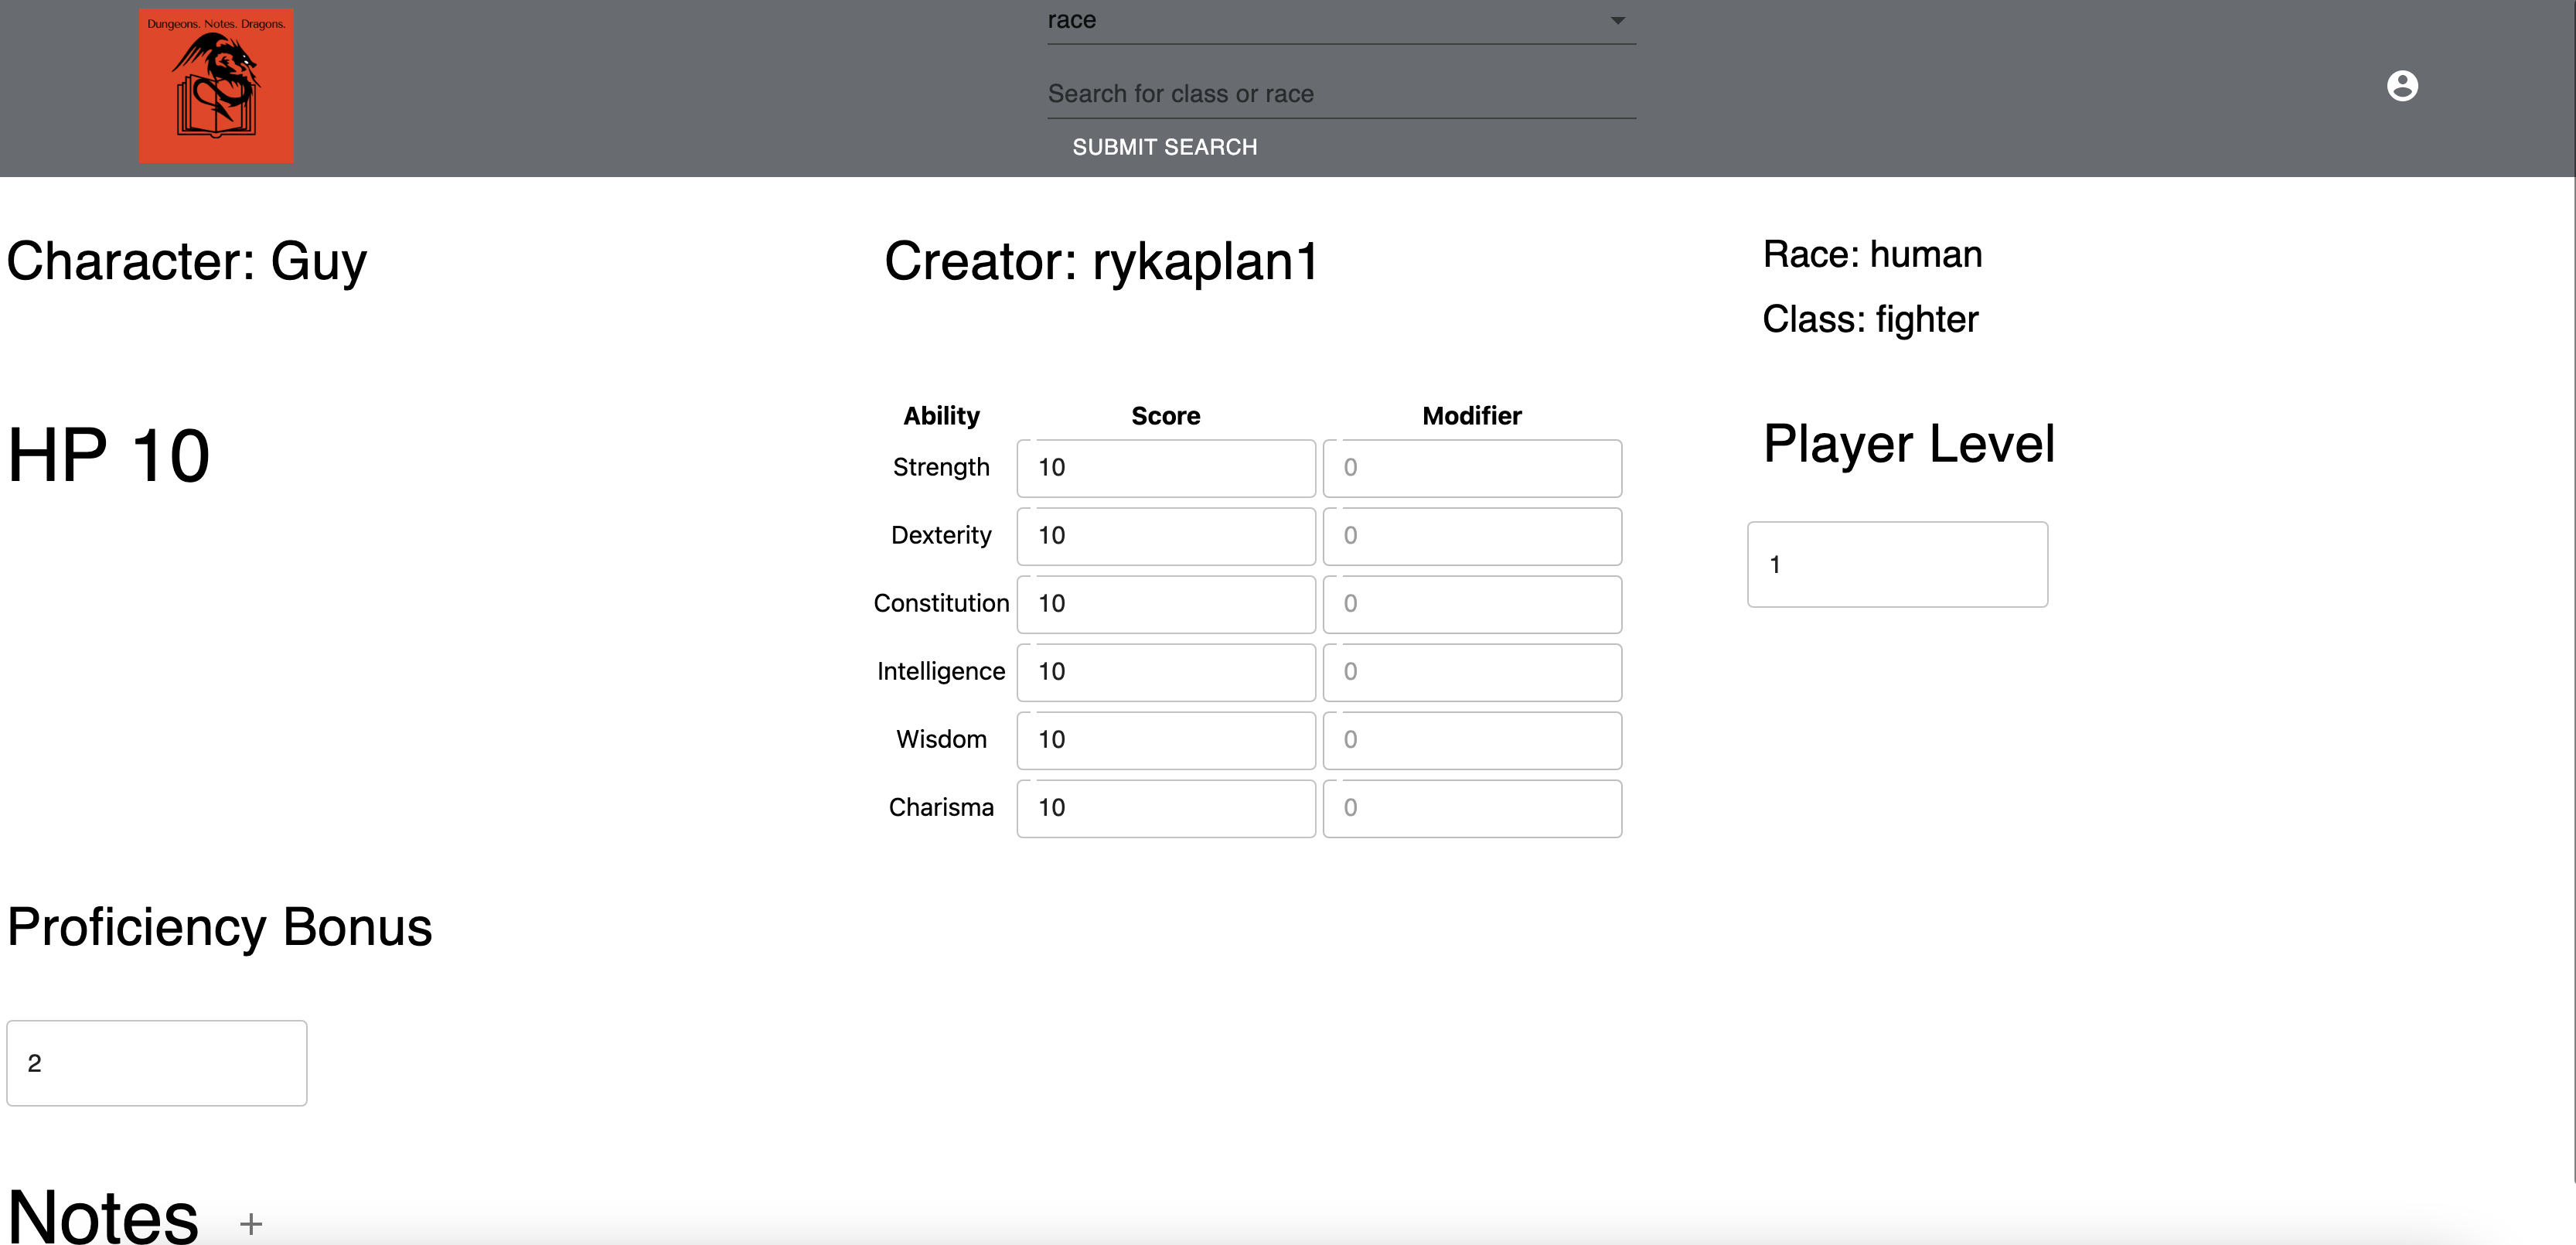 Dungeons. Notes. Dragons.
race
Search for class or race
SUBMIT SEARCH
Character: Guy
Creator: rykaplan1
Race: human
Class: fighter
HP 10
Ability Score Modifier
Strength 10 0
Dexterity 10 0
Constitution 10 0
Intelligence 10 0
Wisdom 10 0
Charisma 10 0
Player Level
1
Proficiency Bonus
2
Notes +